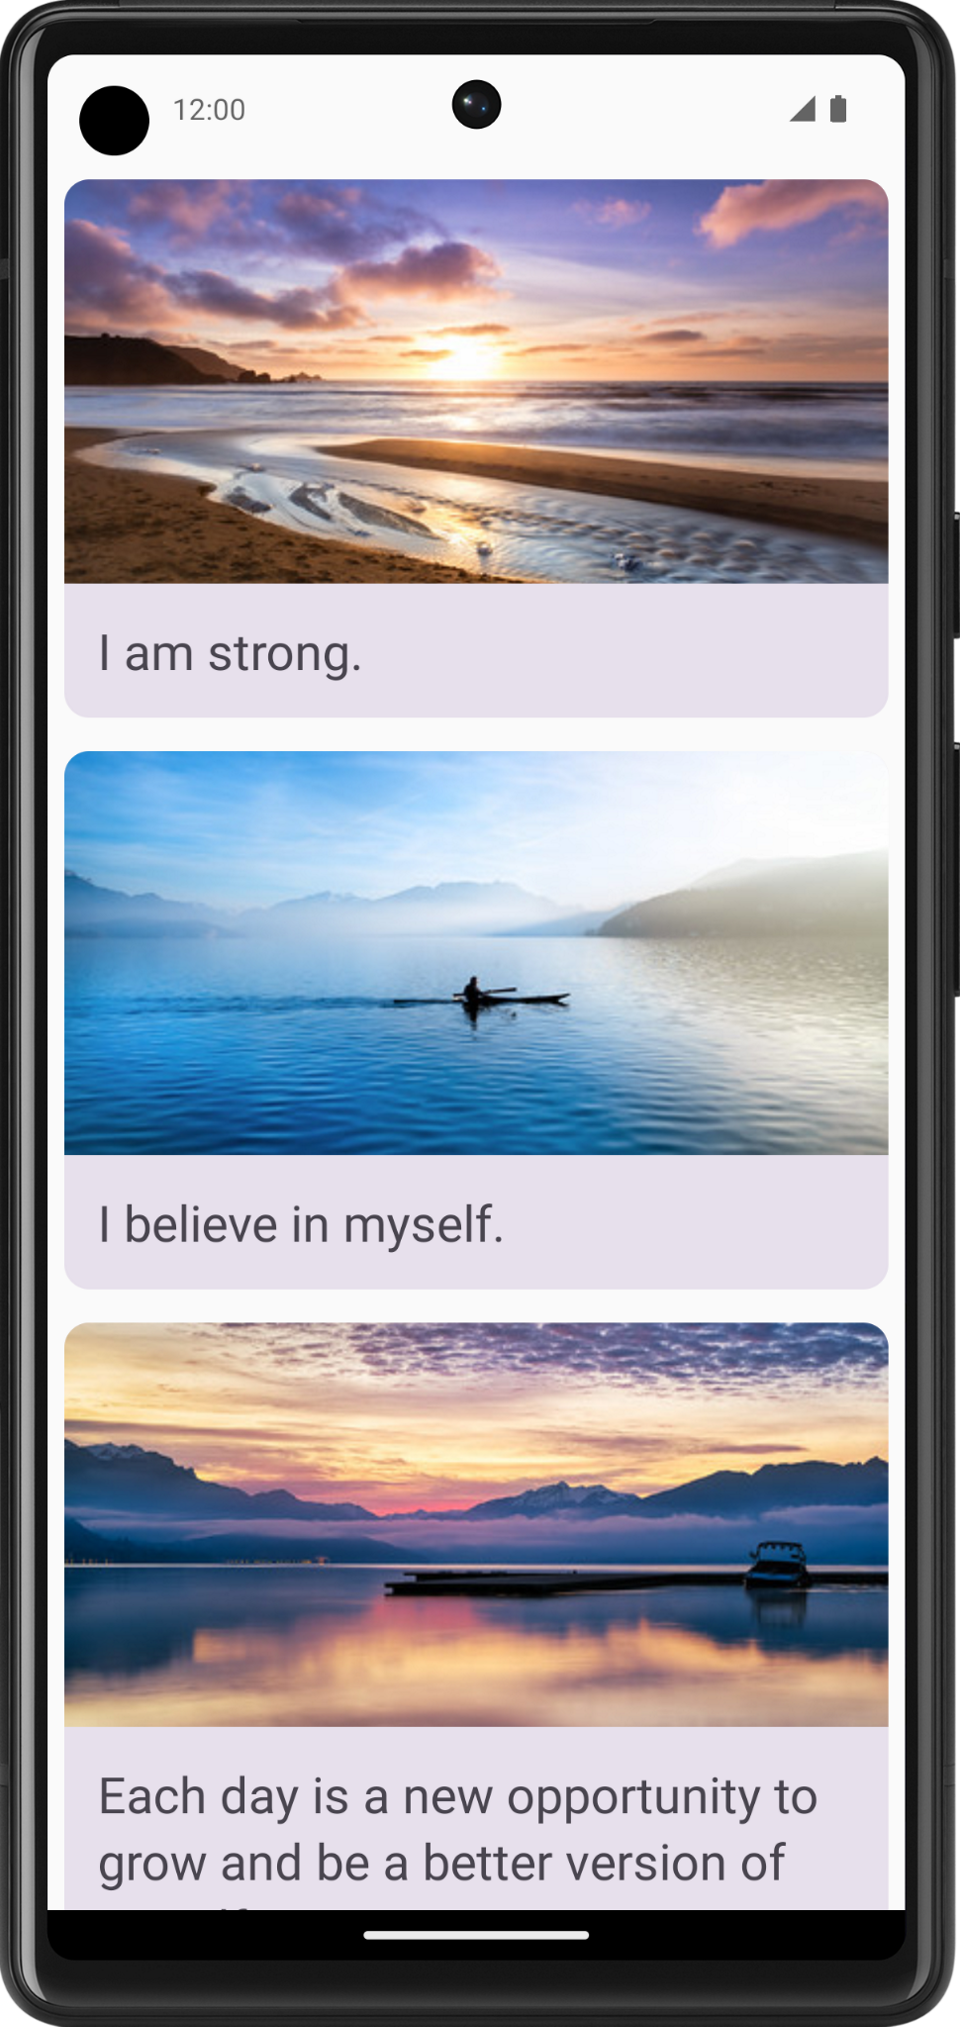 12:00
I am strong.
I believe in myself.
Each day is a new opportunity to
grow and be a better version of